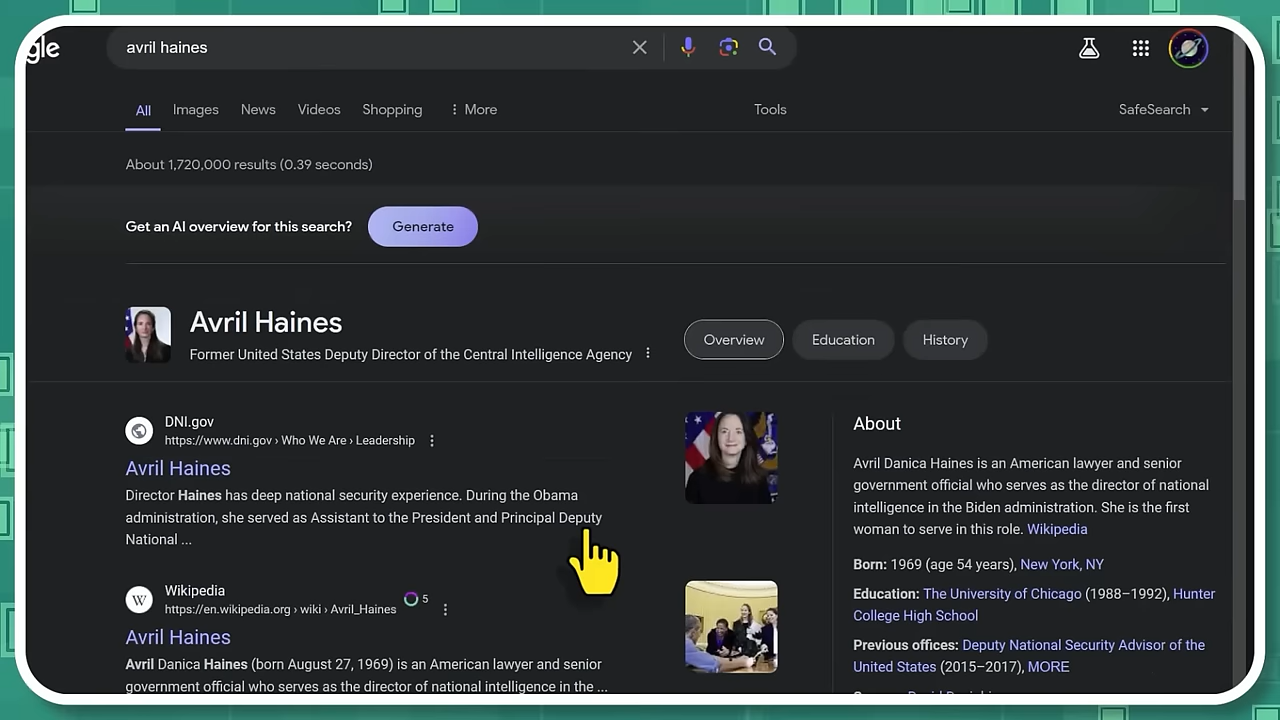 gle
avril haines
All Images News Videos Shopping More Tools SafeSearch
About 1,720,000 results (0.39 seconds)
Get an AI overview for this search? Generate
Avril Haines
Former United States Deputy Director of the Central Intelligence Agency
Overview Education History
DNI.gov
https://www.dni.gov › Who We Are › Leadership
Avril Haines
Director Haines has deep national security experience. During the Obama
administration, she served as Assistant to the President and Principal Deputy
National ...
W
Wikipedia
https://en.wikipedia.org › wiki › Avril_Haines
5
Avril Haines
Avril Danica Haines (born August 27, 1969) is an American lawyer and senior
government official who serves as the director of national intelligence in the ...
About
Avril Danica Haines is an American lawyer and senior
government official who serves as the director of national
intelligence in the Biden administration. She is the first
woman to serve in this role. Wikipedia
Born: 1969 (age 54 years), New York, NY
Education: The University of Chicago (1988–1992), Hunter
College High School
Previous offices: Deputy National Security Advisor of the
United States (2015–2017), MORE